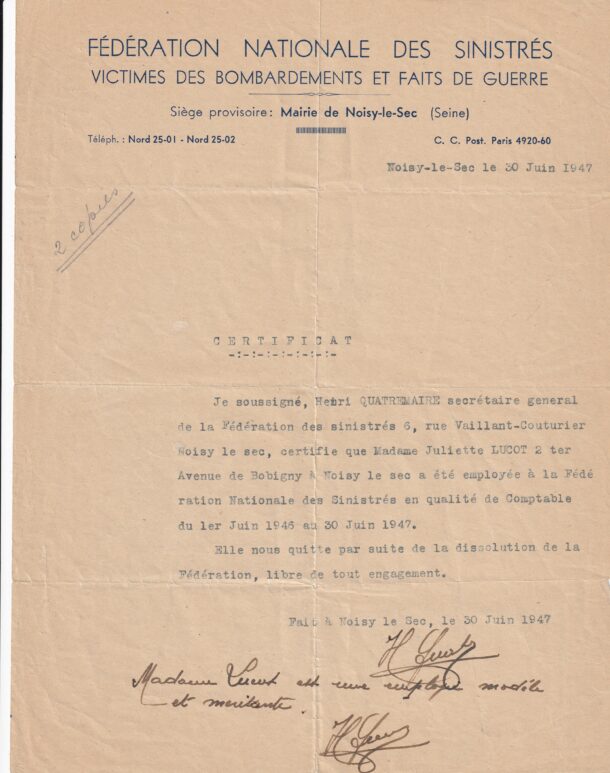 FÉDÉRATION NATIONALE DES SINISTRÉS
VICTIMES DES BOMBARDEMENTS ET FAITS DE GUERRE
Siège provisoire : Mairie de Noisy-le-Sec (Seine)
Téléph. : Nord 25-01 - Nord 25-02 C. C. Post. Paris 4920-60
Noisy-le-Sec le 30 Juin 1947
2 copies
CERTIFICAT
-:-:-:-:-:-:-
Je soussigné, Henri QUATREMAIRE secrétaire general
de la Fédération des sinistrés 6, rue Vaillant-Couturier
Noisy le sec, certifie que Madame Juliette LUCOT 2 ter
Avenue de Bobigny à Noisy le sec a été employée à la Fédé
ration Nationale des Sinistrés en qualité de Comptable
du 1er Juin 1946 au 30 Juin 1947.
Elle nous quitte par suite de la dissolution de la
Fédération, libre de tout engagement.
Fait à Noisy le Sec, le 30 Juin 1947
Madame Lucot est une employé modèle
et meritante.